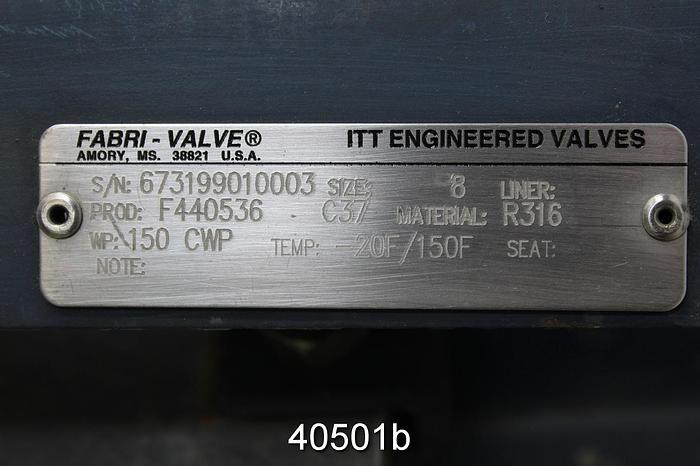 FABRI-VALVE® ITT ENGINEERED VALVES
AMORY, MS. 38821 U.S.A.
S/N: 673199010003 SIZE: 8 LINER:
PROD: F440536 C37 MATERIAL: R316
WP: 150 CWP TEMP: -20F/150F SEAT:
NOTE:
40501b